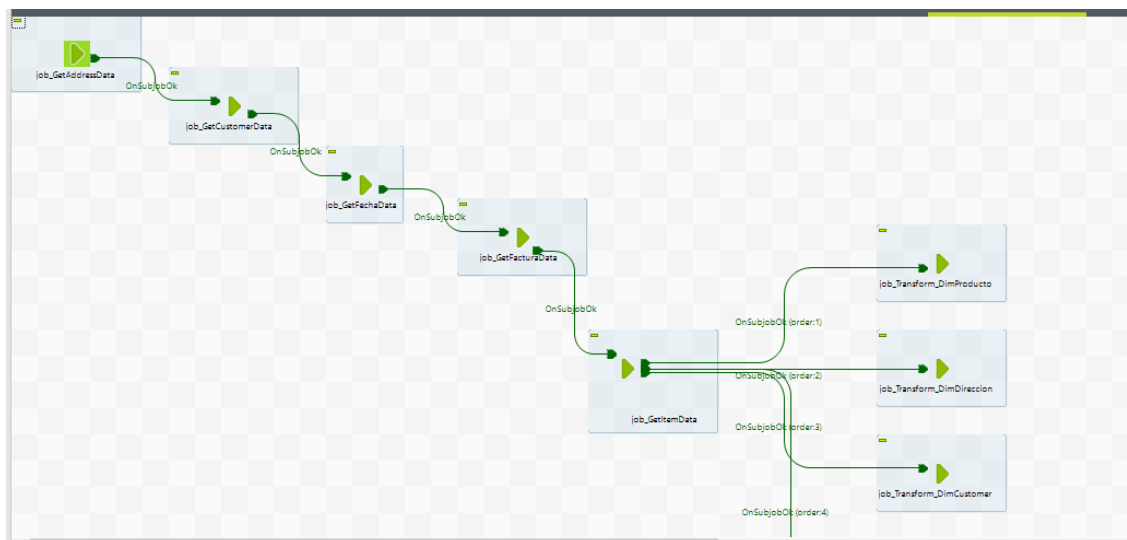 job_GetAddressData
OnSubjobOk
job_GetCustomerData
OnSubjobOk
job_GetFechaData
OnSubjobOk
job_GetFacturaData
OnSubjobOk
job_GetItemData
OnSubjobOk (order:1)
job_Transform_DimProducto
OnSubjobOk (order:2)
job_Transform_DimDireccion
OnSubjobOk (order:3)
job_Transform_DimCustomer
OnSubjobOk (order:4)